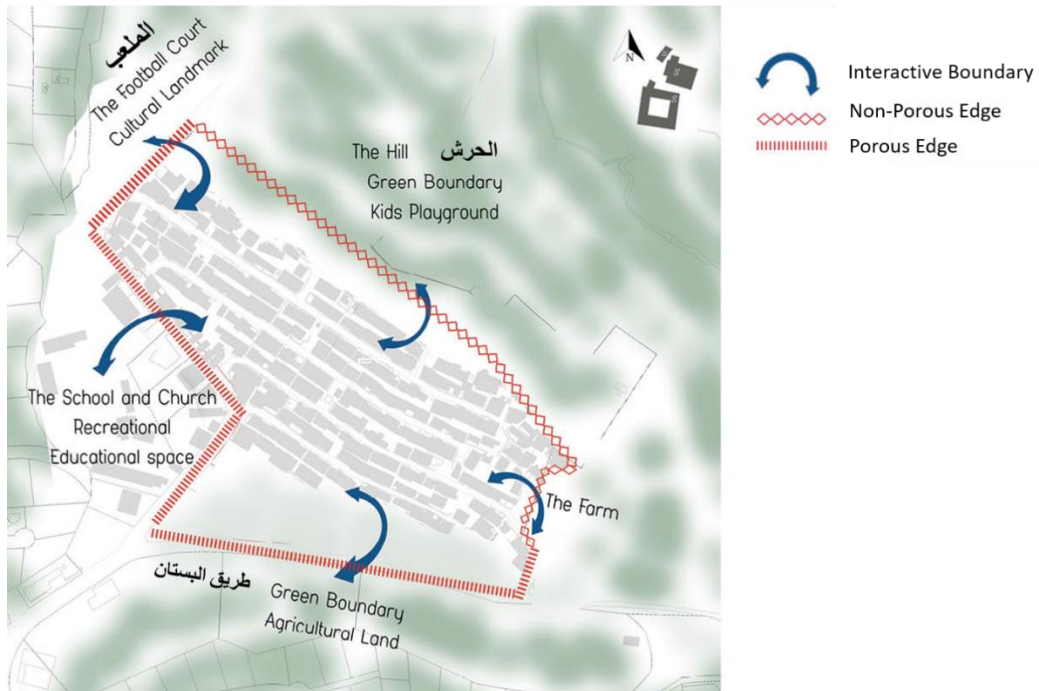 الملعب
The Football Court
Cultural Landmark
N
The Hill الحرش
Green Boundary
Kids Playground
The School and Church
Recreational
Educational space
The Farm
طريق البستان
Green Boundary
Agricultural Land
Interactive Boundary
Non-Porous Edge
Porous Edge